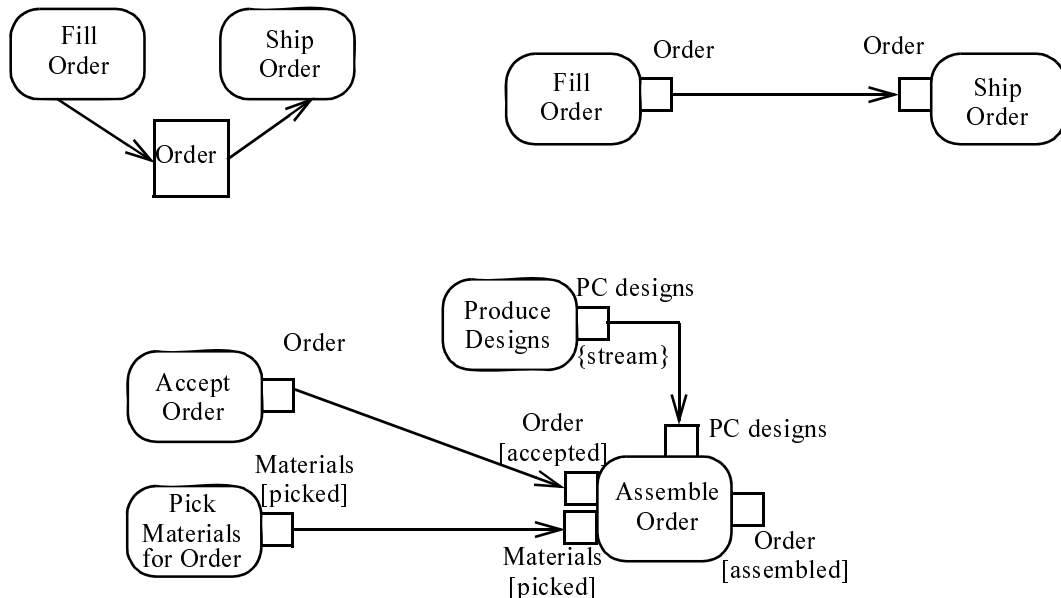 Fill
Order
Ship
Order
Order
Order
Order
Fill
Order
Ship
Order
PC designs
Produce
Designs
{stream}
Order
Accept
Order
Order
[accepted]
PC designs
Materials
[picked]
Pick
Materials
for Order
Assemble
Order
Materials
[picked]
Order
[assembled]